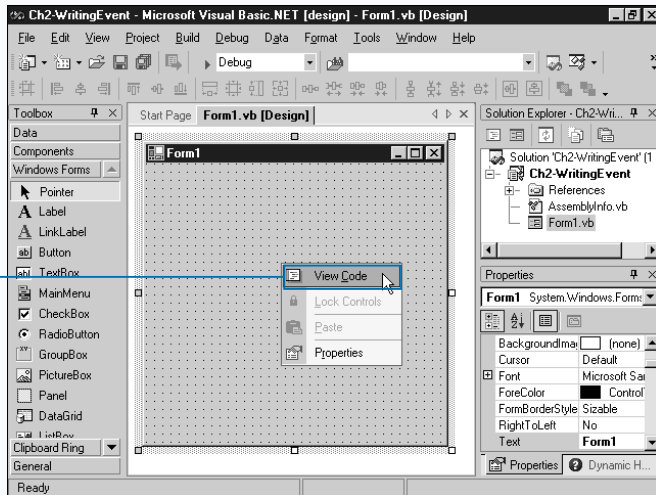 Ch2-WritingEvent - Microsoft Visual Basic.NET [design] - Form1.vb [Design]
File Edit View Project Build Debug Data Format Tools Window Help
Debug
Toolbox
Start Page Form1.vb [Design]
Solution Explorer - Ch2-Wri...
Data
Components
Windows Forms
Pointer
A Label
A LinkLabel
ab Button
abl TextBox
MainMenu
CheckBox
RadioButton
GroupBox
PictureBox
Panel
DataGrid
ListBox
Clipboard Ring
General
Form1
View Code
Lock Controls
Paste
Properties
Solution 'Ch2-WritingEvent' (1
Ch2-WritingEvent
References
AssemblyInfo.vb
Form1.vb
Properties
Form1 System.Windows.Forms
BackgroundImag (none)
Cursor Default
Font Microsoft San
ForeColor Control
FormBorderStyle Sizable
RightToLeft No
Text Form1
Properties Dynamic H...
Ready